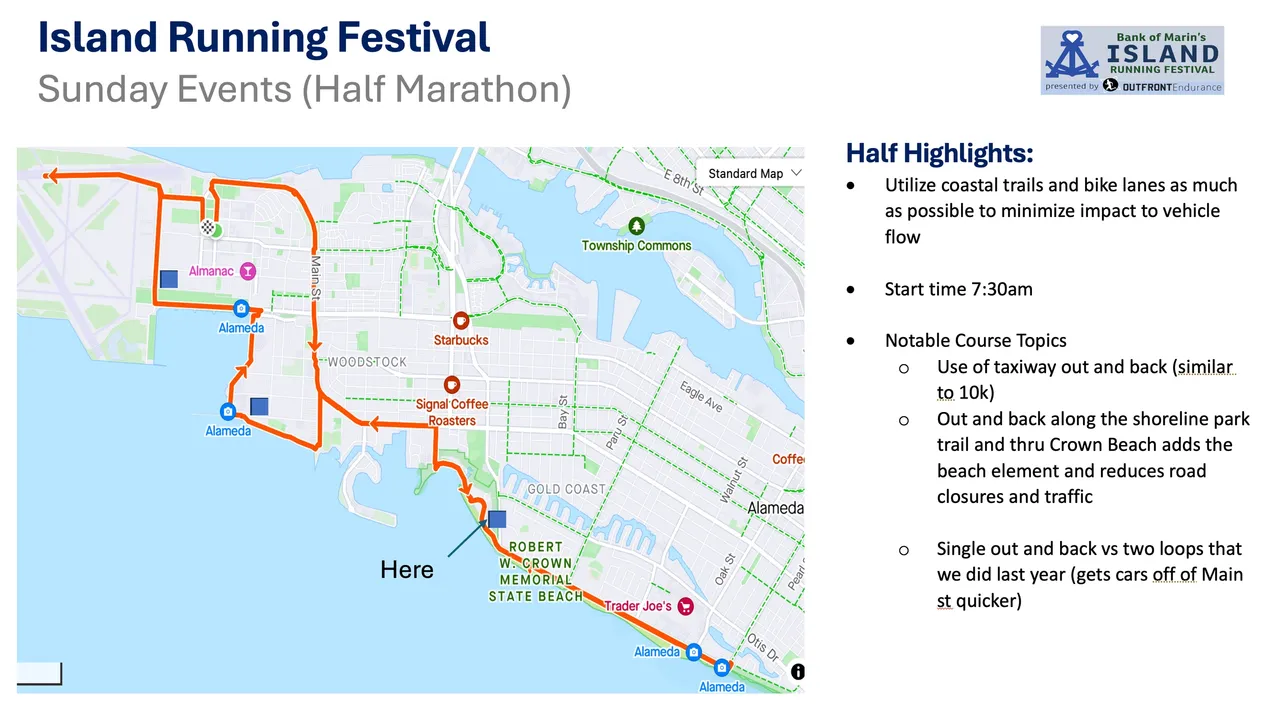 Island Running Festival
Sunday Events (Half Marathon)
Bank of Marin's
ISLAND
RUNNING FESTIVAL
presented by OUTFRONTEndurance
Standard Map
E 8th St
Township Commons
Almanac
Main St
Alameda
Starbucks
WOODSTOCK
Signal Coffee
Roasters
Alameda
Bay St
Eagle Ave
Paru St
Coffe
Walnut St
GOLD COAST
Alameda
Here
ROBERT
W. CROWN
MEMORIAL
STATE BEACH
Oak St
Pearl
Trader Joe's
Otis Dr
Alameda
Alameda
Half Highlights:
• Utilize coastal trails and bike lanes as much
as possible to minimize impact to vehicle
flow
• Start time 7:30am
• Notable Course Topics
o Use of taxiway out and back (similar
to 10k)
o Out and back along the shoreline park
trail and thru Crown Beach adds the
beach element and reduces road
closures and traffic
o Single out and back vs two loops that
we did last year (gets cars off of Main
st quicker)